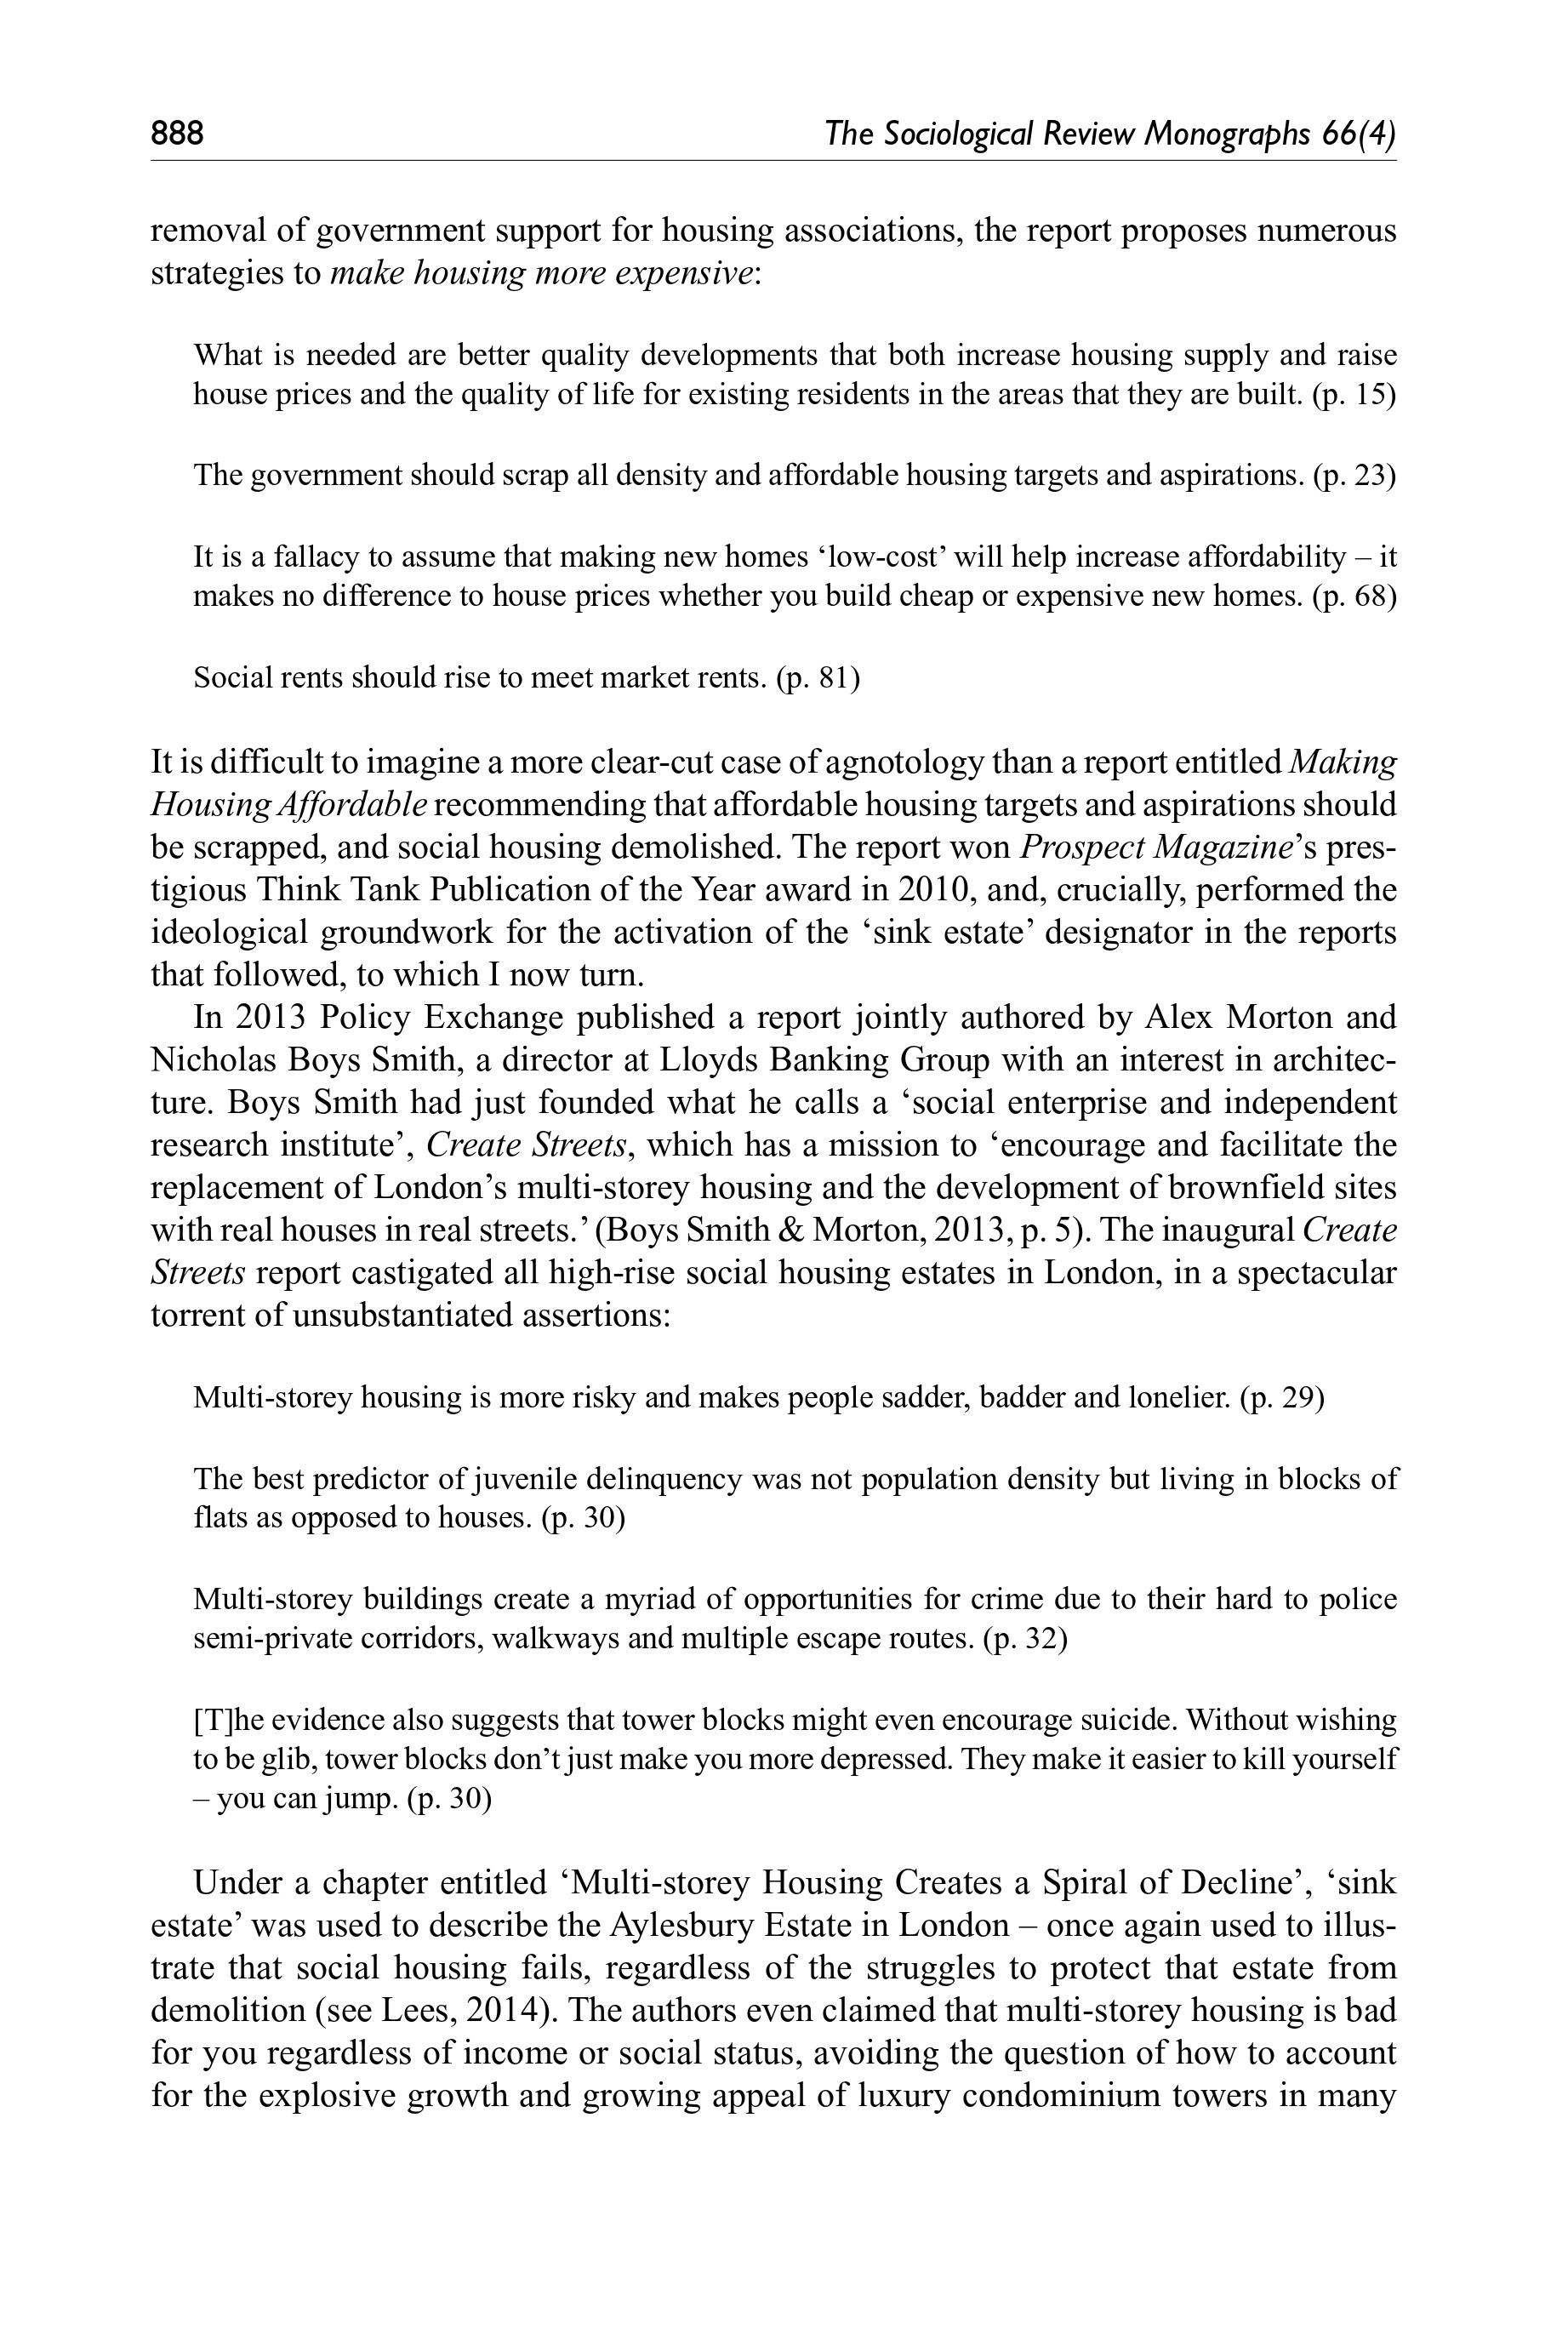 888
The Sociological Review Monographs 66(4)
removal of government support for housing associations, the report proposes numerous
strategies to make housing more expensive:
What is needed are better quality developments that both increase housing supply and raise
house prices and the quality of life for existing residents in the areas that they are built. (p. 15)
The government should scrap all density and affordable housing targets and aspirations. (p. 23)
It is a fallacy to assume that making new homes ‘low-cost’ will help increase affordability – it
makes no difference to house prices whether you build cheap or expensive new homes. (p. 68)
Social rents should rise to meet market rents. (p. 81)
It is difficult to imagine a more clear-cut case of agnotology than a report entitled Making
Housing Affordable recommending that affordable housing targets and aspirations should
be scrapped, and social housing demolished. The report won Prospect Magazine’s pres-
tigious Think Tank Publication of the Year award in 2010, and, crucially, performed the
ideological groundwork for the activation of the ‘sink estate’ designator in the reports
that followed, to which I now turn.
In 2013 Policy Exchange published a report jointly authored by Alex Morton and
Nicholas Boys Smith, a director at Lloyds Banking Group with an interest in architec-
ture. Boys Smith had just founded what he calls a ‘social enterprise and independent
research institute’, Create Streets, which has a mission to ‘encourage and facilitate the
replacement of London’s multi-storey housing and the development of brownfield sites
with real houses in real streets.’ (Boys Smith & Morton, 2013, p. 5). The inaugural Create
Streets report castigated all high-rise social housing estates in London, in a spectacular
torrent of unsubstantiated assertions:
Multi-storey housing is more risky and makes people sadder, badder and lonelier. (p. 29)
The best predictor of juvenile delinquency was not population density but living in blocks of
flats as opposed to houses. (p. 30)
Multi-storey buildings create a myriad of opportunities for crime due to their hard to police
semi-private corridors, walkways and multiple escape routes. (p. 32)
[T]he evidence also suggests that tower blocks might even encourage suicide. Without wishing
to be glib, tower blocks don’t just make you more depressed. They make it easier to kill yourself
– you can jump. (p. 30)
Under a chapter entitled ‘Multi-storey Housing Creates a Spiral of Decline’, ‘sink
estate’ was used to describe the Aylesbury Estate in London – once again used to illus-
trate that social housing fails, regardless of the struggles to protect that estate from
demolition (see Lees, 2014). The authors even claimed that multi-storey housing is bad
for you regardless of income or social status, avoiding the question of how to account
for the explosive growth and growing appeal of luxury condominium towers in many